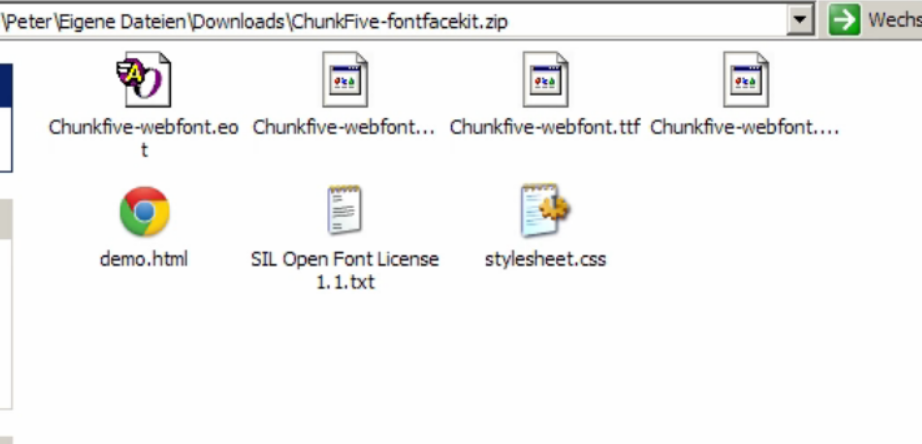 \Peter\Eigene Dateien\Downloads\ChunkFive-fontfacekit.zip
Wechs
Chunkfive-webfont.eo
t
Chunkfive-webfont...
Chunkfive-webfont.ttf
Chunkfive-webfont....
demo.html
SIL Open Font License
1.1.txt
stylesheet.css